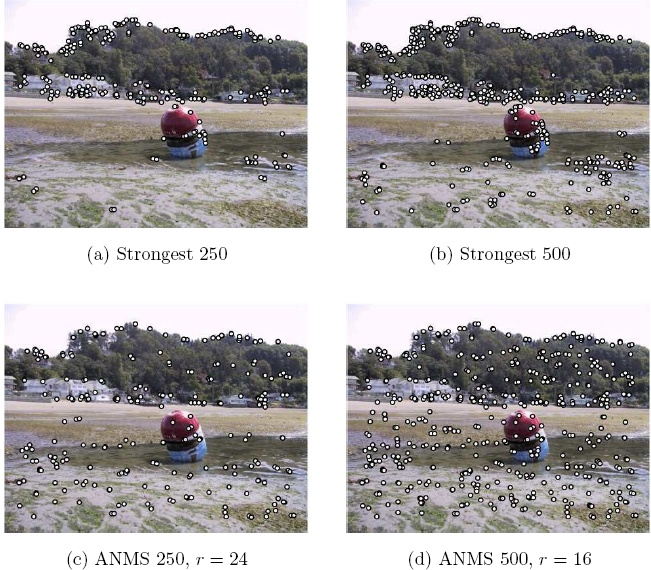 (a) Strongest 250
(b) Strongest 500
(c) ANMS 250, r = 24
(d) ANMS 500, r = 16